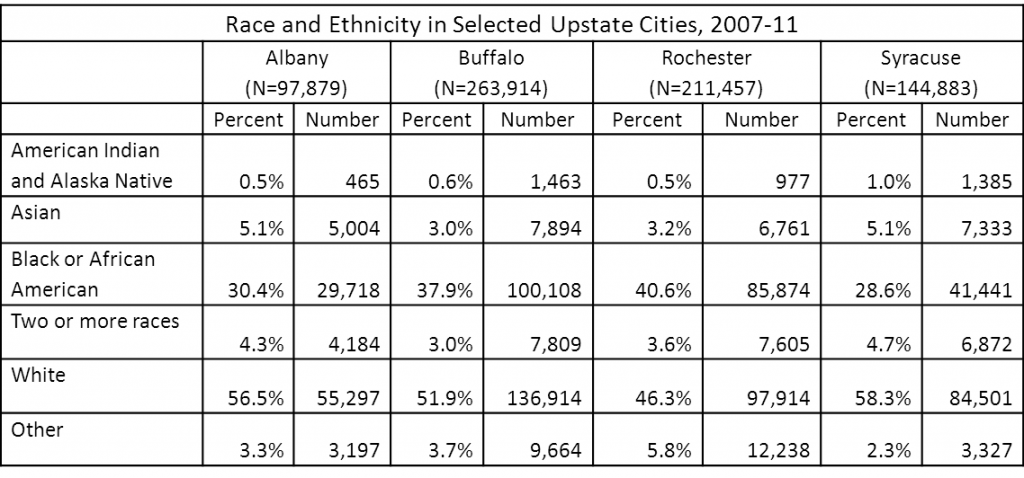 Race and Ethnicity in Selected Upstate Cities, 2007-11
Albany Buffalo Rochester Syracuse
(N=97,879) (N=263,914) (N=211,457) (N=144,883)
Percent Number Percent Number Percent Number Percent Number
American Indian
and Alaska Native 0.5% 465 0.6% 1,463 0.5% 977 1.0% 1,385
Asian
5.1% 5,004 3.0% 7,894 3.2% 6,761 5.1% 7,333
Black or African
American 30.4% 29,718 37.9% 100,108 40.6% 85,874 28.6% 41,441
Two or more races
4.3% 4,184 3.0% 7,809 3.6% 7,605 4.7% 6,872
White
56.5% 55,297 51.9% 136,914 46.3% 97,914 58.3% 84,501
Other
3.3% 3,197 3.7% 9,664 5.8% 12,238 2.3% 3,327